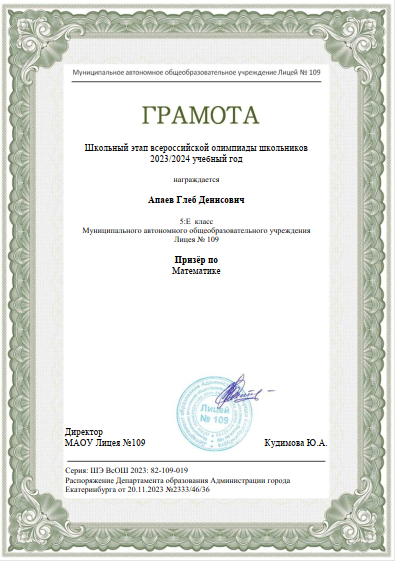 Муниципальное автономное общеобразовательное учреждение Лицей № 109
ГРАМОТА
Школьный этап всероссийской олимпиады школьников
2023/2024 учебный год
награждается
Апаев Глеб Денисович
5:Е класс
Муниципального автономного общеобразовательного учреждения
Лицея № 109
Призёр по
Математике
Лицей
№ 109
Директор
МАОУ Лицея №109
Кудимова Ю.А.
Серия: ШЭ ВсОШ 2023: 82-109-019
Распоряжение Департамента образования Администрации города
Екатеринбурга от 20.11.2023 №2333/46/36